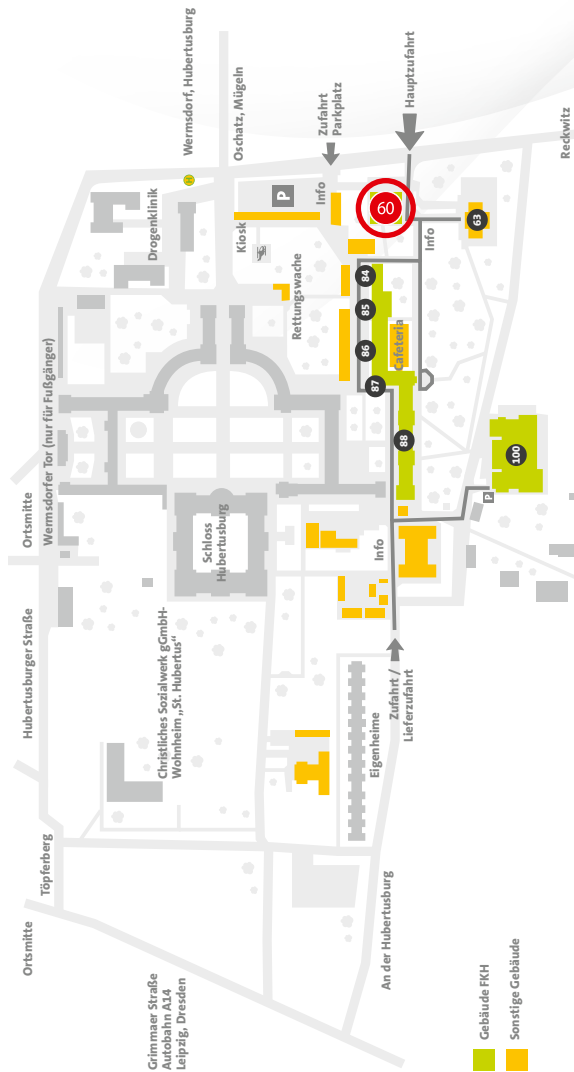 Ortsmitte
Grimmaer Straße
Autobahn A14
Leipzig, Dresden
Töpferberg
Hubertusburger Straße
Ortsmitte
Wermsdorfer Tor (nur für Fußgänger)
Christliches Sozialwerk gGmbH-
Wohnheim „St. Hubertus“
Schloss
Hubertusburg
Drogenklinik
Wermsdorf, Hubertusburg
H
Oschatz, Mügeln
Kiosk
P
Rettungswache
Info
Zufahrt
Parkplatz
Hauptzufahrt
60
Info
63
84
85
86
87
88
Cafeteria
100
P
Info
Zufahrt /
Lieferzufahrt
Eigenheime
An der Hubertusburg
Reckwitz
Gebäude FKH
Sonstige Gebäude